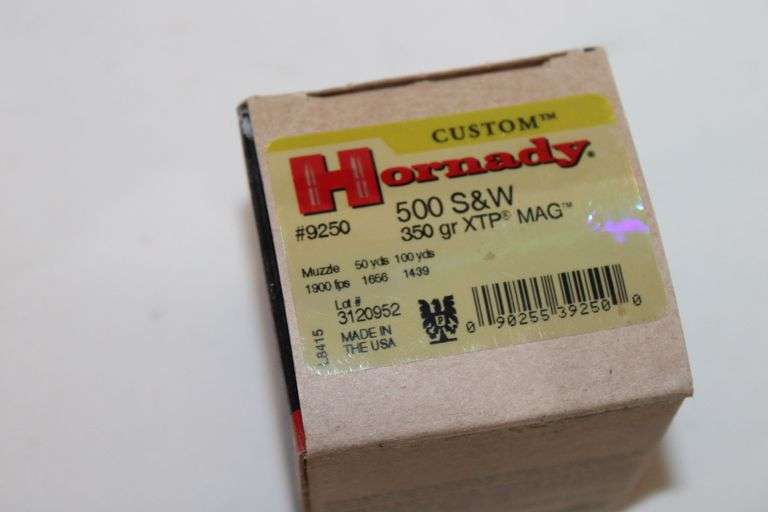 CUSTOM™
Hornady®
#9250
500 S&W
350 gr XTP® MAG™
Muzzle 50 yds 100 yds
1900 fps 1656 1439
Lot #
3120952
MADE IN
THE USA
L8415
0 90255 39250 0